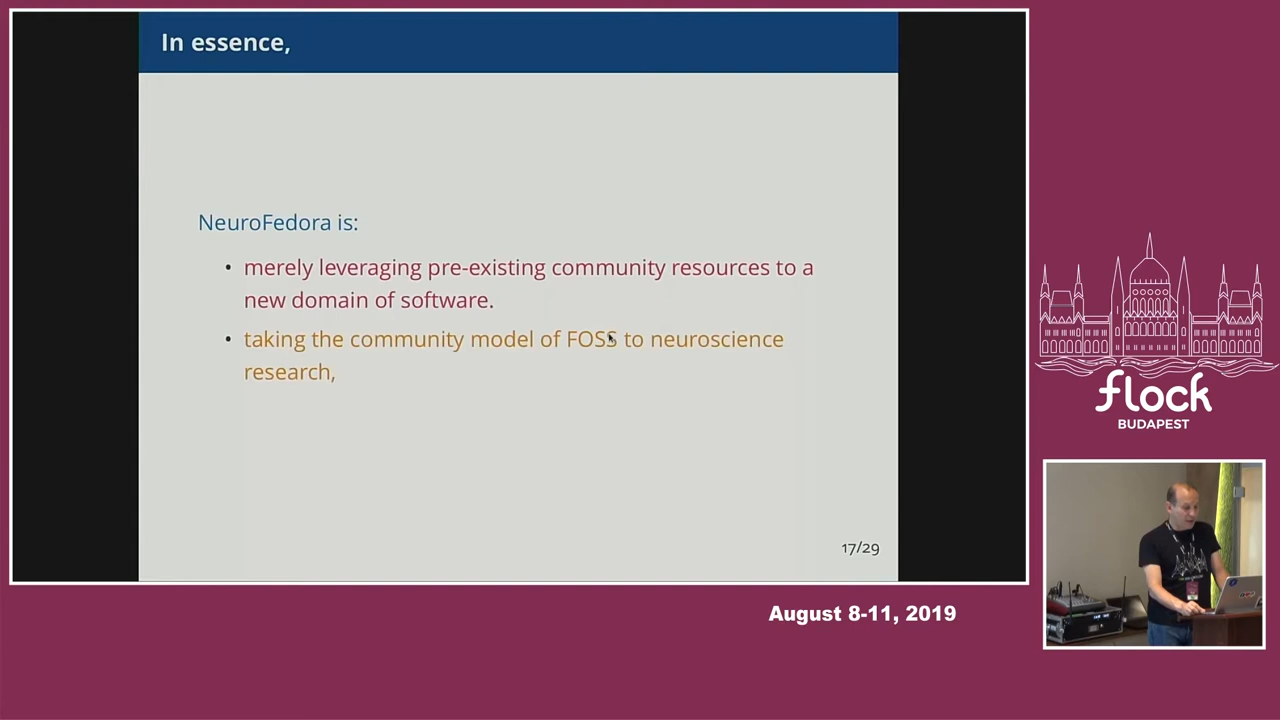 In essence,
NeuroFedora is:
• merely leveraging pre-existing community resources to a
new domain of software.
• taking the community model of FOSS to neuroscience
research,
17/29
flock
BUDAPEST
August 8-11, 2019